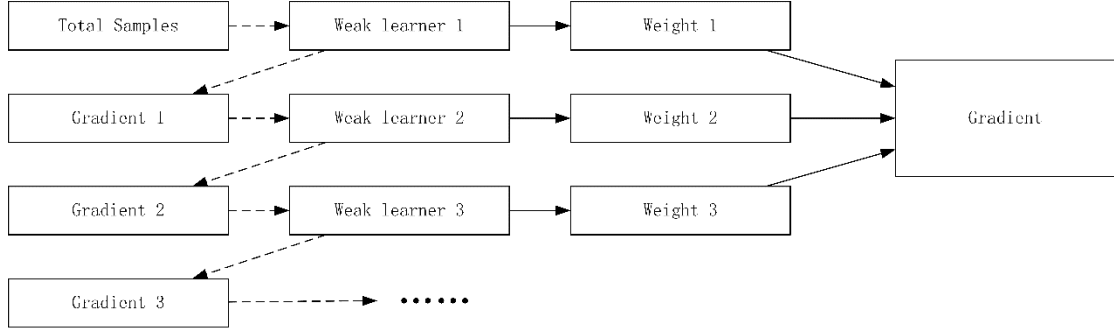 Total Samples
Weak learner 1
Weight 1
Gradient 1
Weak learner 2
Weight 2
Gradient
Gradient 2
Weak learner 3
Weight 3
Gradient 3
······